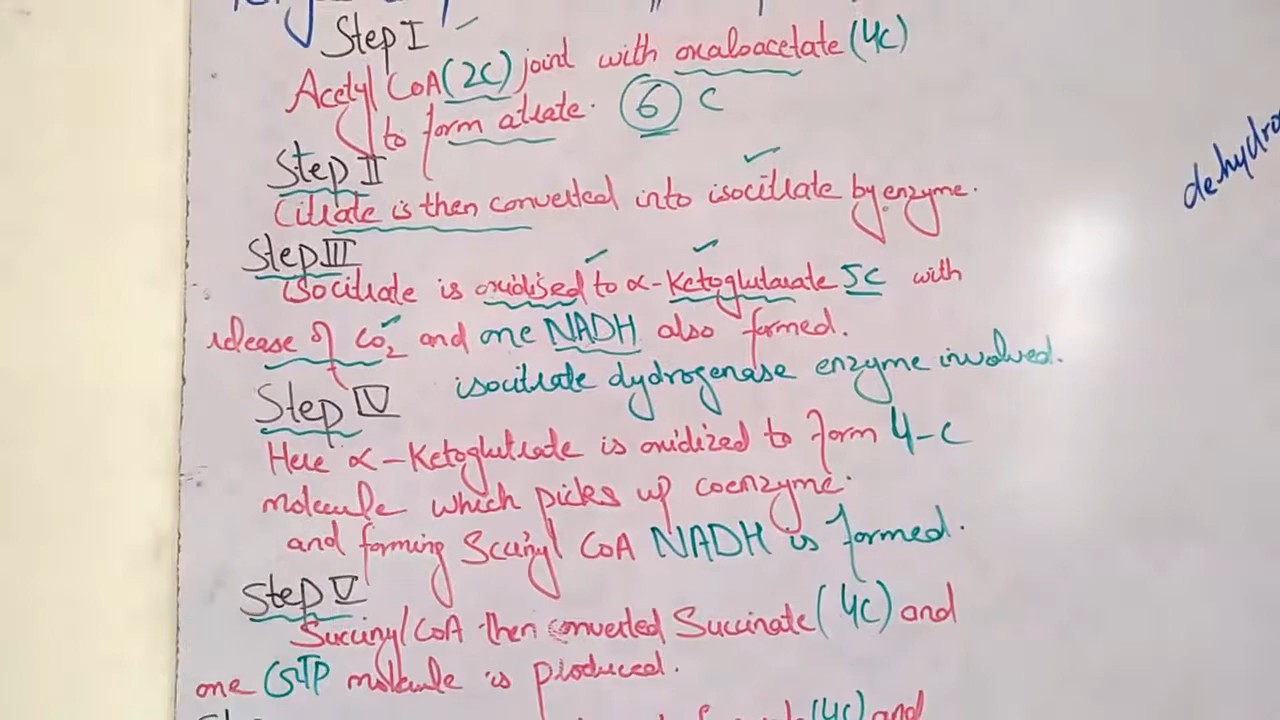 Step I
Acetyl CoA (2C) joint with oxaloacetate (4C)
to form citrate. 6 C
Step II
Citrate is then converted into isocitrate by enzyme.
Step III
isocitrate is oxidised to α-Ketoglutarate 5C with
release of CO2 and one NADH also formed.
isocitrate dydrogenase enzyme involved.
Step IV
Here α-Ketoglutrate is oxidized to form 4-C
molecule which picks up coenzyme.
and forming Sccinyl CoA NADH is formed.
Step V
Succinyl CoA then converted Succinate (4C) and
one GTP molecule is produced.
(4C) and
dehydro